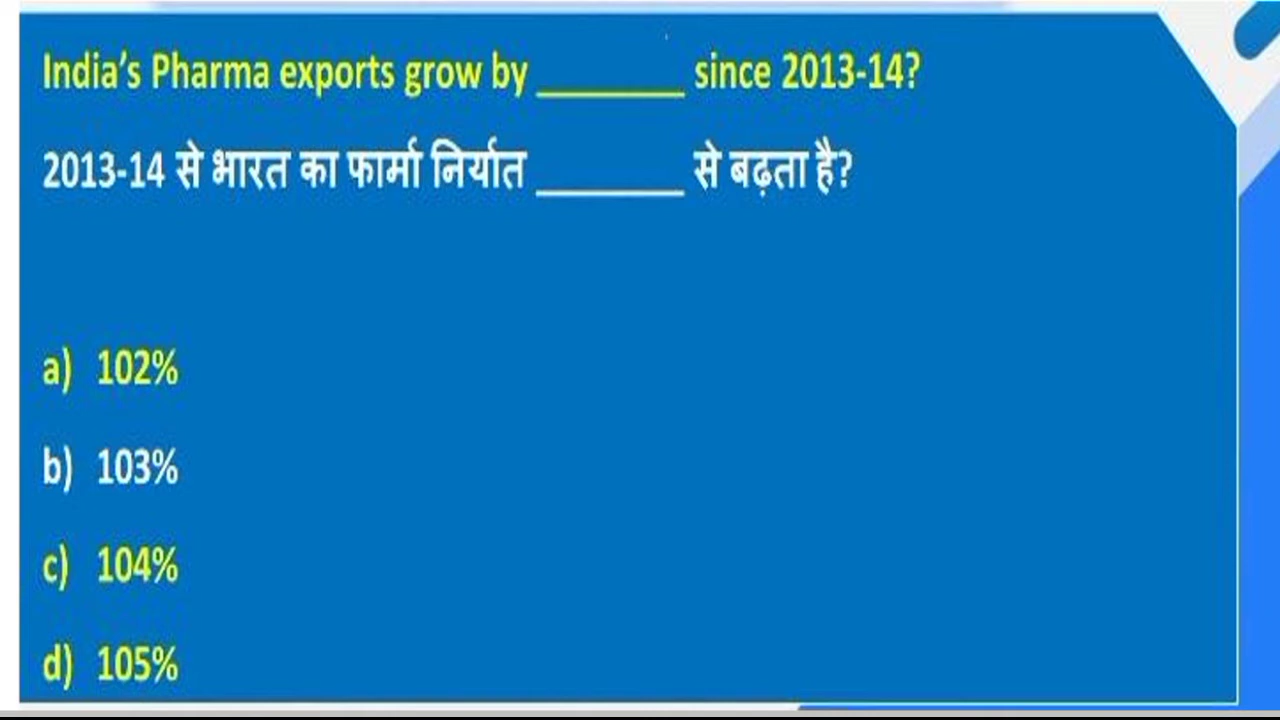 India’s Pharma exports grow by ________ since 2013-14?
2013-14 से भारत का फार्मा निर्यात ________ से बढ़ता है?
a) 102%
b) 103%
c) 104%
d) 105%